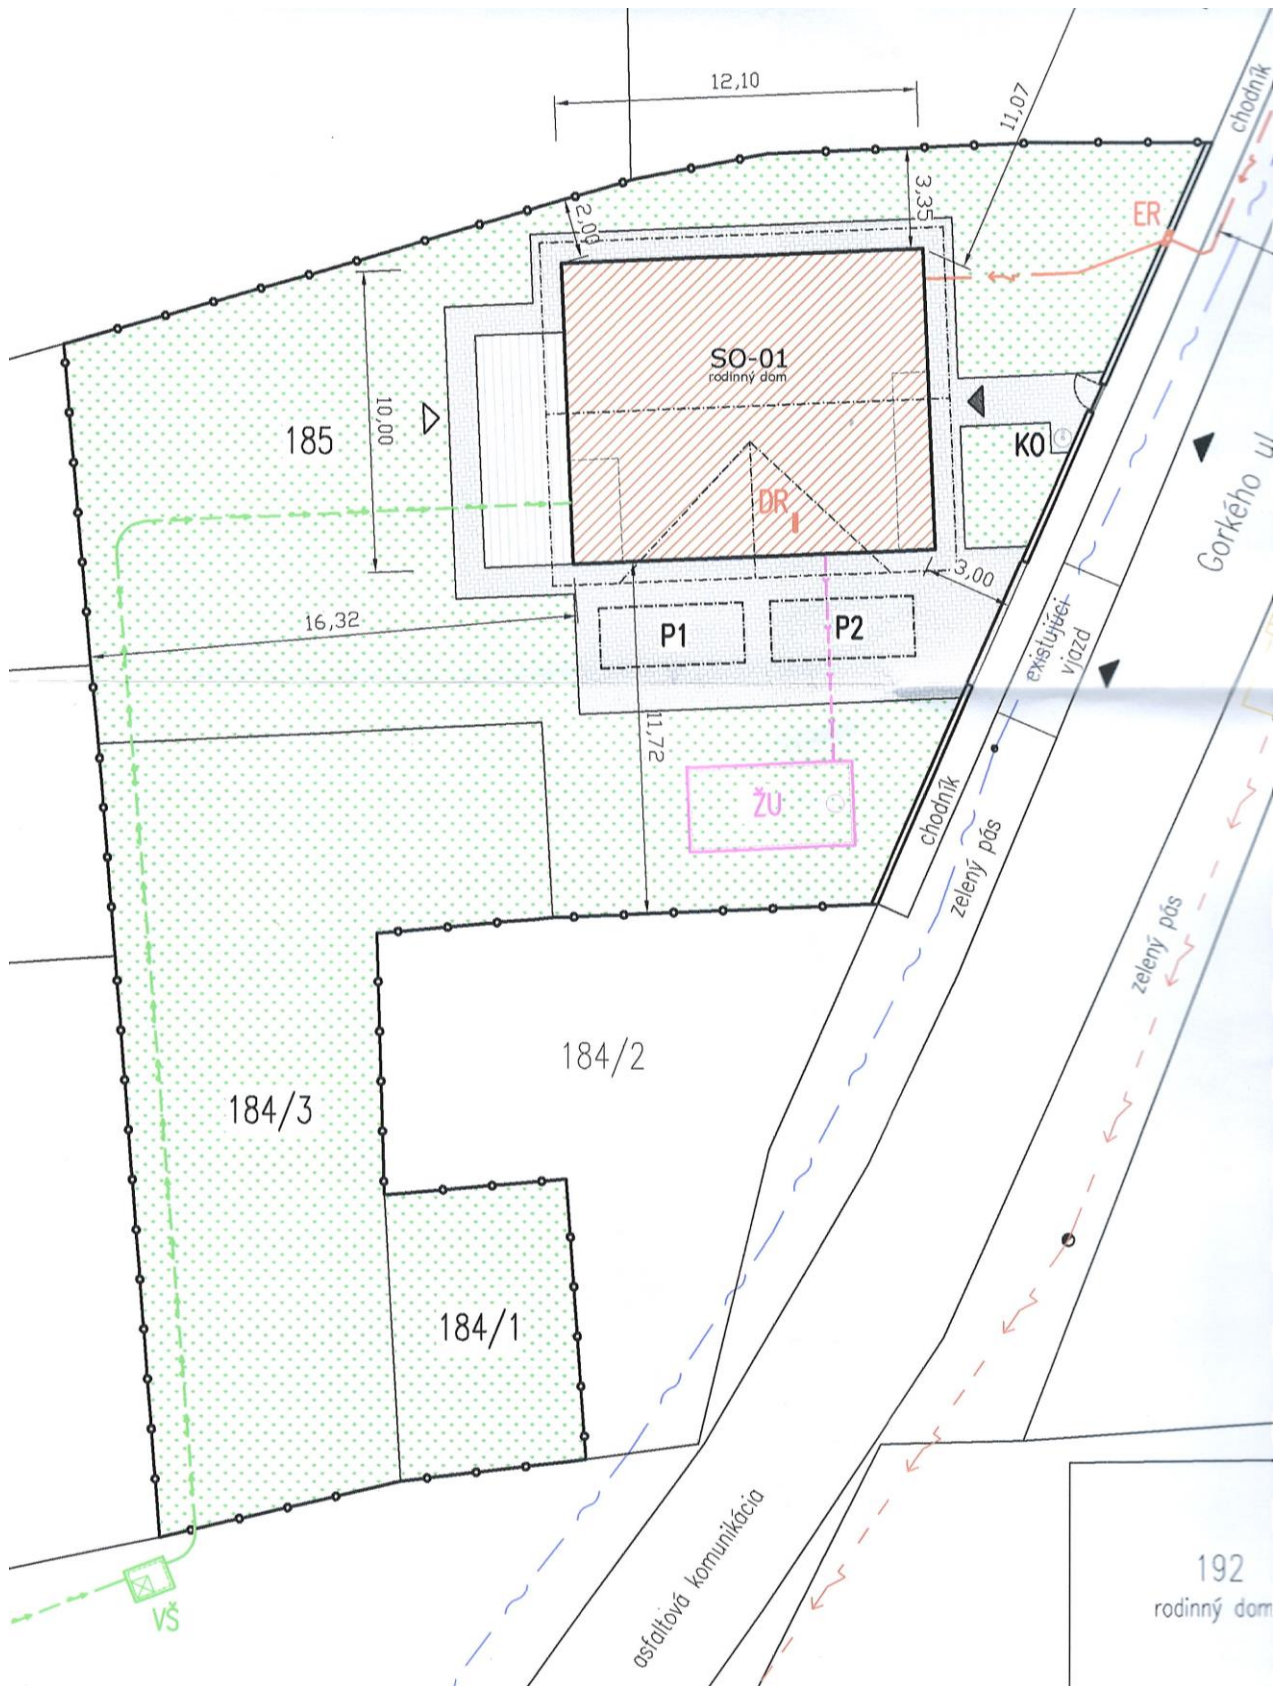 12,10
11,07
chodník
2,00
3,35
ER
SO-01
rodinný dom
10,00
185
KO
Gorkého ul
DR
3,00
16,32
P1
P2
existujúci
vjazd
11,72
ŽU
chodník
zelený pás
zelený pás
184/2
184/3
184/1
asfaltová komunikácia
192
rodinný dom
VŠ